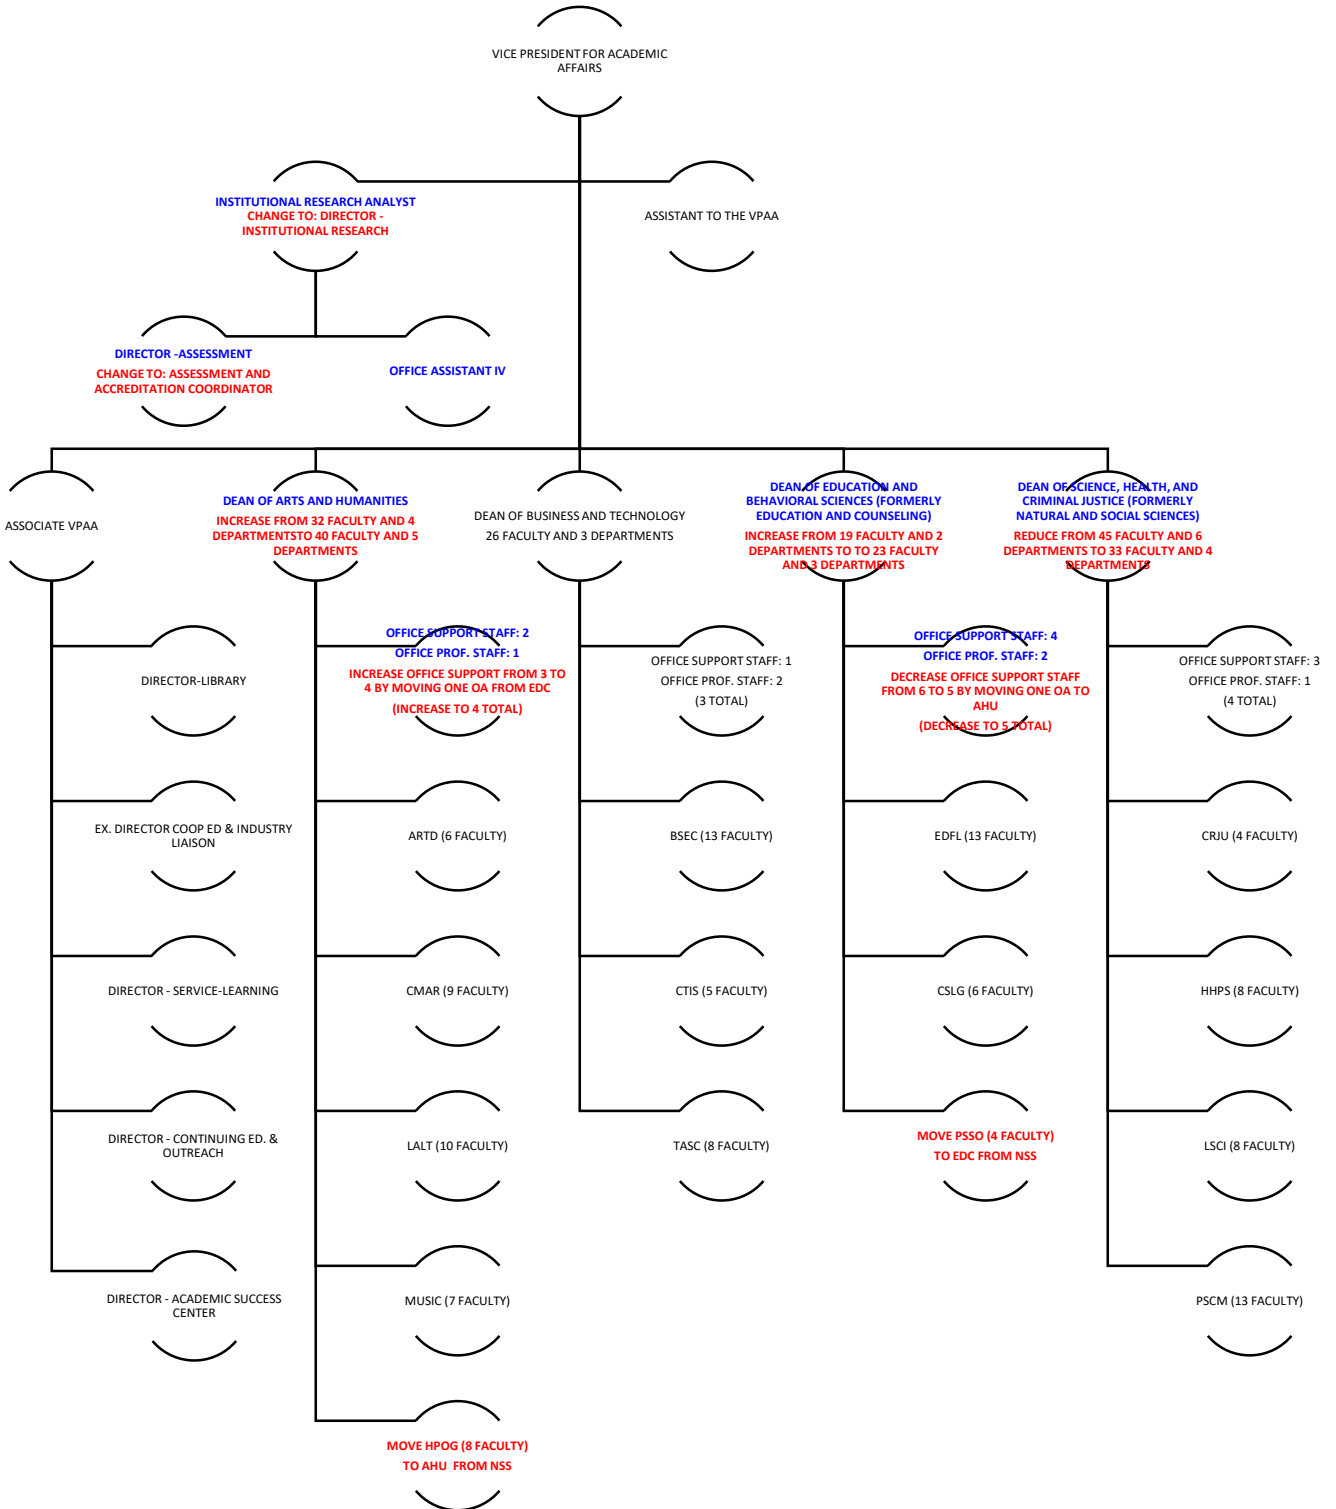 VICE PRESIDENT FOR ACADEMIC
AFFAIRS
INSTITUTIONAL RESEARCH ANALYST
CHANGE TO: DIRECTOR -
INSTITUTIONAL RESEARCH
ASSISTANT TO THE VPAA
DIRECTOR -ASSESSMENT
CHANGE TO: ASSESSMENT AND
ACCREDITATION COORDINATOR
OFFICE ASSISTANT IV
ASSOCIATE VPAA
DEAN OF ARTS AND HUMANITIES
INCREASE FROM 32 FACULTY AND 4
DEPARTMENTSTO 40 FACULTY AND 5
DEPARTMENTS
DEAN OF BUSINESS AND TECHNOLOGY
26 FACULTY AND 3 DEPARTMENTS
DEAN OF EDUCATION AND
BEHAVIORAL SCIENCES (FORMERLY
EDUCATION AND COUNSELING)
INCREASE FROM 19 FACULTY AND 2
DEPARTMENTS TO TO 23 FACULTY
AND 3 DEPARTMENTS
DEAN OF SCIENCE, HEALTH, AND
CRIMINAL JUSTICE (FORMERLY
NATURAL AND SOCIAL SCIENCES)
REDUCE FROM 45 FACULTY AND 6
DEPARTMENTS TO 33 FACULTY AND 4
DEPARTMENTS
DIRECTOR-LIBRARY
OFFICE SUPPORT STAFF: 2
OFFICE PROF. STAFF: 1
INCREASE OFFICE SUPPORT FROM 3 TO
4 BY MOVING ONE OA FROM EDC
(INCREASE TO 4 TOTAL)
OFFICE SUPPORT STAFF: 1
OFFICE PROF. STAFF: 2
(3 TOTAL)
OFFICE SUPPORT STAFF: 4
OFFICE PROF. STAFF: 2
DECREASE OFFICE SUPPORT STAFF
FROM 6 TO 5 BY MOVING ONE OA TO
AHU
(DECREASE TO 5 TOTAL)
OFFICE SUPPORT STAFF: 3
OFFICE PROF. STAFF: 1
(4 TOTAL)
EX. DIRECTOR COOP ED & INDUSTRY
LIAISON
ARTD (6 FACULTY)
BSEC (13 FACULTY)
EDFL (13 FACULTY)
CRJU (4 FACULTY)
DIRECTOR - SERVICE-LEARNING
CMAR (9 FACULTY)
CTIS (5 FACULTY)
CSLG (6 FACULTY)
HHPS (8 FACULTY)
DIRECTOR - CONTINUING ED. &
OUTREACH
LALT (10 FACULTY)
TASC (8 FACULTY)
MOVE PSSO (4 FACULTY)
TO EDC FROM NSS
LSCI (8 FACULTY)
DIRECTOR - ACADEMIC SUCCESS
CENTER
MUSIC (7 FACULTY)
PSCM (13 FACULTY)
MOVE HPOG (8 FACULTY)
TO AHU FROM NSS